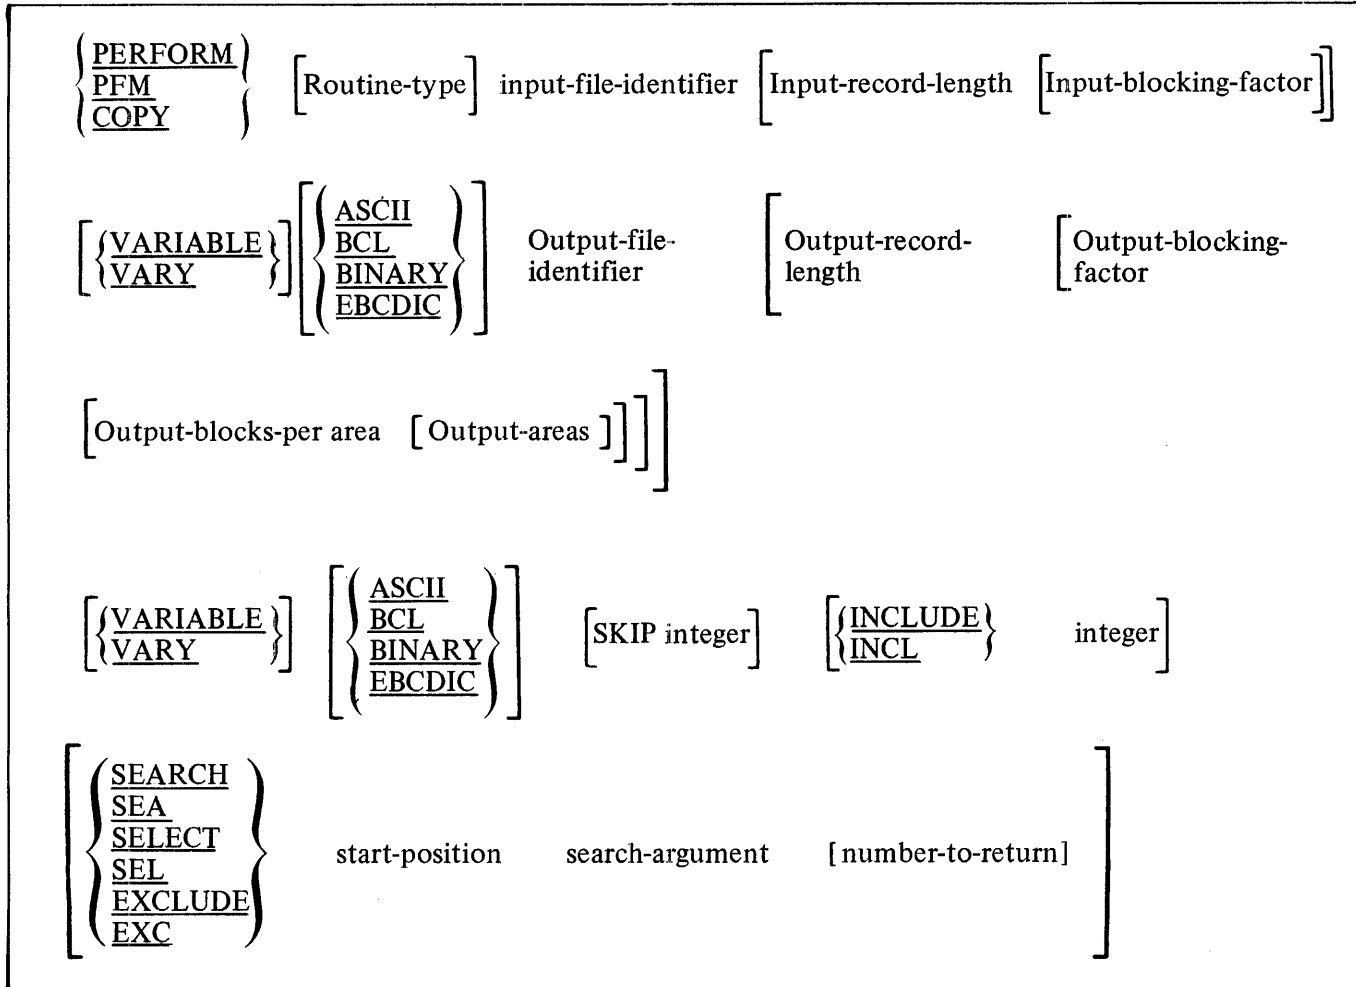 {PERFORM PFM COPY} [Routine-type] input-file-identifier [Input-record-length [Input-blocking-factor]]
[{VARIABLE VARY}] [{ASCII BCL BINARY EBCDIC}] Output-file-identifier [Output-record-length [Output-blocking-factor
[Output-blocks-per area [Output-areas]]]]
[{VARIABLE VARY}] [{ASCII BCL BINARY EBCDIC}] [SKIP integer] [{INCLUDE INCL} integer]
[{SEARCH SEA SELECT SEL EXCLUDE EXC} start-position search-argument [number-to-return]]